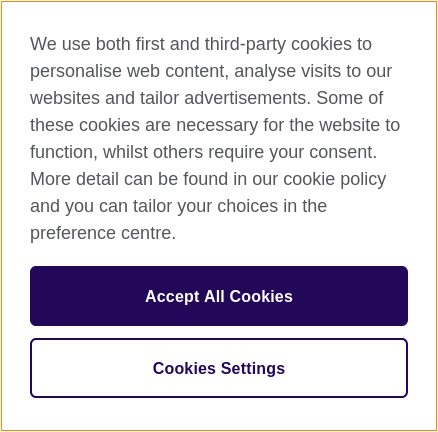 We use both first and third-party cookies to
personalise web content, analyse visits to our
websites and tailor advertisements. Some of
these cookies are necessary for the website to
function, whilst others require your consent.
More detail can be found in our cookie policy
and you can tailor your choices in the
preference centre.
Accept All Cookies
Cookies Settings